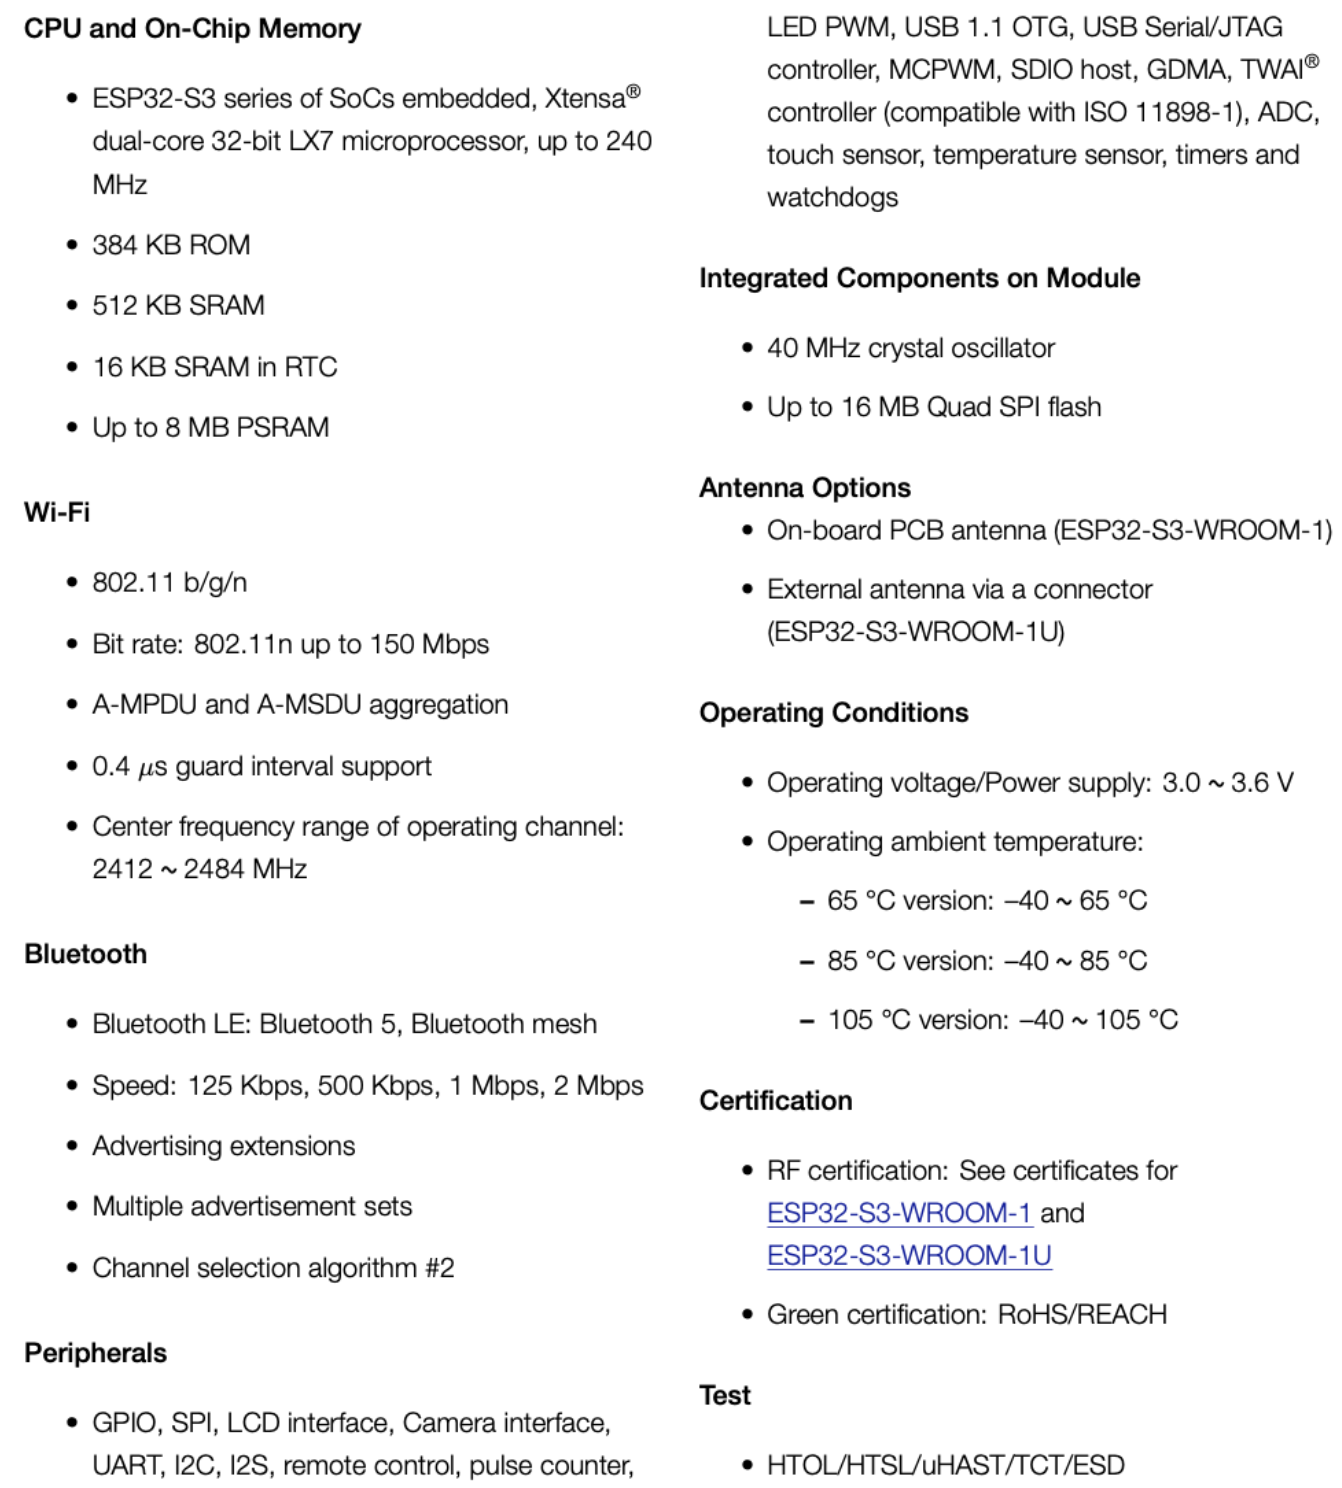 CPU and On-Chip Memory
• ESP32-S3 series of SoCs embedded, Xtensa®
dual-core 32-bit LX7 microprocessor, up to 240
MHz
• 384 KB ROM
• 512 KB SRAM
• 16 KB SRAM in RTC
• Up to 8 MB PSRAM
Wi-Fi
• 802.11 b/g/n
• Bit rate: 802.11n up to 150 Mbps
• A-MPDU and A-MSDU aggregation
• 0.4 μs guard interval support
• Center frequency range of operating channel:
2412 ~ 2484 MHz
Bluetooth
• Bluetooth LE: Bluetooth 5, Bluetooth mesh
• Speed: 125 Kbps, 500 Kbps, 1 Mbps, 2 Mbps
• Advertising extensions
• Multiple advertisement sets
• Channel selection algorithm #2
Peripherals
• GPIO, SPI, LCD interface, Camera interface,
UART, I2C, I2S, remote control, pulse counter,
LED PWM, USB 1.1 OTG, USB Serial/JTAG
controller, MCPWM, SDIO host, GDMA, TWAI®
controller (compatible with ISO 11898-1), ADC,
touch sensor, temperature sensor, timers and
watchdogs
Integrated Components on Module
• 40 MHz crystal oscillator
• Up to 16 MB Quad SPI flash
Antenna Options
• On-board PCB antenna (ESP32-S3-WROOM-1)
• External antenna via a connector
(ESP32-S3-WROOM-1U)
Operating Conditions
• Operating voltage/Power supply: 3.0 ~ 3.6 V
• Operating ambient temperature:
– 65 °C version: –40 ~ 65 °C
– 85 °C version: –40 ~ 85 °C
– 105 °C version: –40 ~ 105 °C
Certification
• RF certification: See certificates for
ESP32-S3-WROOM-1 and
ESP32-S3-WROOM-1U
• Green certification: RoHS/REACH
Test
• HTOL/HTSL/uHAST/TCT/ESD